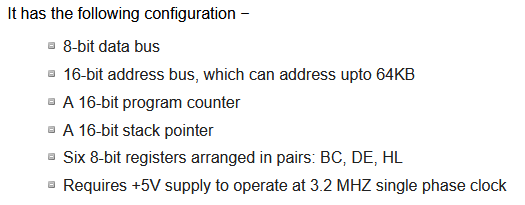 It has the following configuration −
8-bit data bus
16-bit address bus, which can address upto 64KB
A 16-bit program counter
A 16-bit stack pointer
Six 8-bit registers arranged in pairs: BC, DE, HL
Requires +5V supply to operate at 3.2 MHZ single phase clock